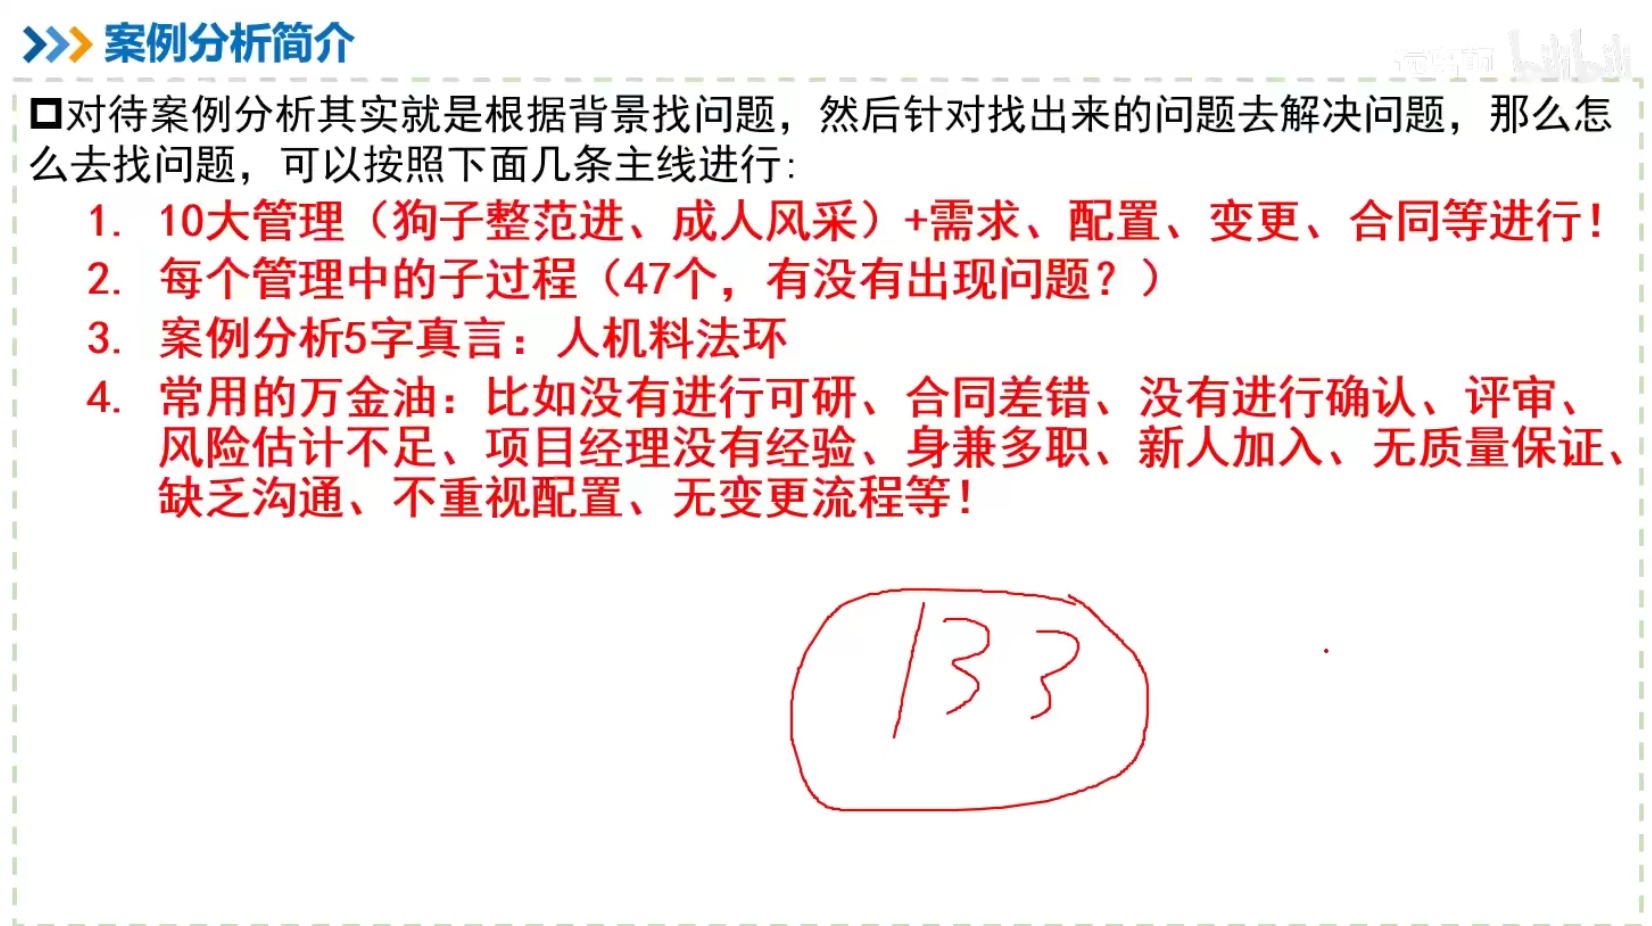 案例分析简介
bilibili
对待案例分析其实就是根据背景找问题，然后针对找出来的问题去解决问题，那么怎
么去找问题，可以按照下面几条主线进行：
1. 10大管理（狗子整范进、成人风采）+需求、配置、变更、合同等进行！
2. 每个管理中的子过程（47个，有没有出现问题？）
3. 案例分析5字真言：人机料法环
4. 常用的万金油：比如没有进行可研、合同差错、没有进行确认、评审、
风险估计不足、项目经理没有经验、身兼多职、新人加入、无质量保证、
缺乏沟通、不重视配置、无变更流程等！
133